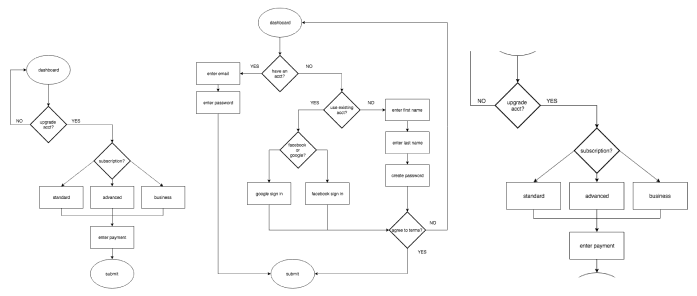 dashboard
NO
upgrade
acct?
YES
subscription?
standard
advanced
business
enter payment
submit
dashboard
enter email
YES
have an
acct?
NO
enter password
YES
use existing
acct?
NO
enter first name
facebook
or
google?
enter last name
google sign in
facebook sign in
create password
agree to terms?
NO
YES
submit
NO
upgrade
acct?
YES
subscription?
standard
advanced
business
enter payment